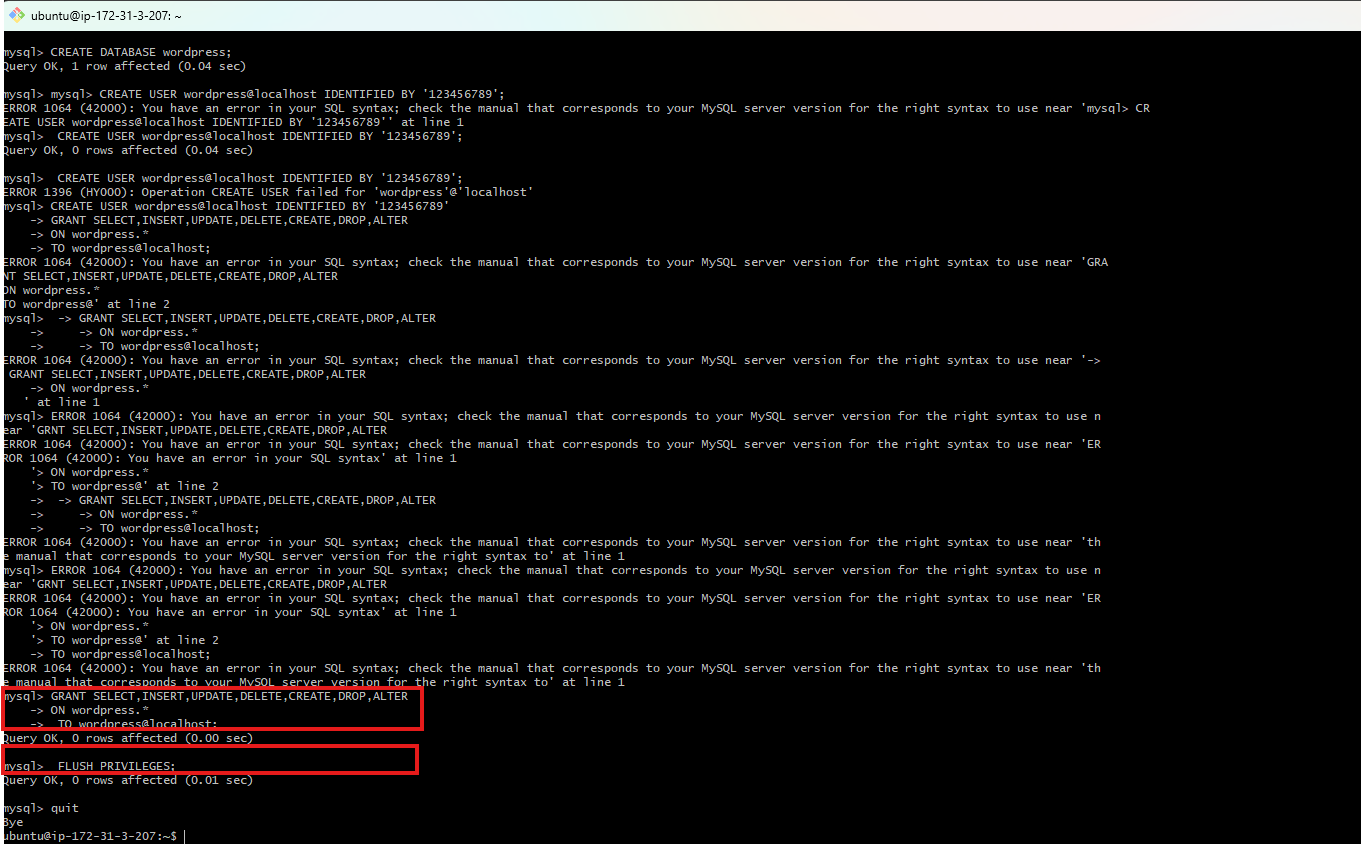 ubuntu@ip-172-31-3-207: ~
mysql> CREATE DATABASE wordpress;
Query OK, 1 row affected (0.04 sec)
mysql> mysql> CREATE USER wordpress@localhost IDENTIFIED BY '123456789';
ERROR 1064 (42000): You have an error in your SQL syntax; check the manual that corresponds to your MySQL server version for the right syntax to use near 'mysql> CR
EATE USER wordpress@localhost IDENTIFIED BY '123456789'' at line 1
mysql>  CREATE USER wordpress@localhost IDENTIFIED BY '123456789';
Query OK, 0 rows affected (0.04 sec)
mysql>  CREATE USER wordpress@localhost IDENTIFIED BY '123456789';
ERROR 1396 (HY000): Operation CREATE USER failed for 'wordpress'@'localhost'
mysql> CREATE USER wordpress@localhost IDENTIFIED BY '123456789'
    -> GRANT SELECT,INSERT,UPDATE,DELETE,CREATE,DROP,ALTER
    -> ON wordpress.*
    -> TO wordpress@localhost;
ERROR 1064 (42000): You have an error in your SQL syntax; check the manual that corresponds to your MySQL server version for the right syntax to use near 'GRA
NT SELECT,INSERT,UPDATE,DELETE,CREATE,DROP,ALTER
ON wordpress.*
TO wordpress@' at line 2
mysql>  -> GRANT SELECT,INSERT,UPDATE,DELETE,CREATE,DROP,ALTER
    ->     -> ON wordpress.*
    ->     -> TO wordpress@localhost;
ERROR 1064 (42000): You have an error in your SQL syntax; check the manual that corresponds to your MySQL server version for the right syntax to use near '->
 GRANT SELECT,INSERT,UPDATE,DELETE,CREATE,DROP,ALTER
    -> ON wordpress.*
   ' at line 1
mysql> ERROR 1064 (42000): You have an error in your SQL syntax; check the manual that corresponds to your MySQL server version for the right syntax to use n
ear 'GRNT SELECT,INSERT,UPDATE,DELETE,CREATE,DROP,ALTER
ERROR 1064 (42000): You have an error in your SQL syntax; check the manual that corresponds to your MySQL server version for the right syntax to use near 'ER
ROR 1064 (42000): You have an error in your SQL syntax' at line 1
    '> ON wordpress.*
    '> TO wordpress@' at line 2
    ->  -> GRANT SELECT,INSERT,UPDATE,DELETE,CREATE,DROP,ALTER
    ->     -> ON wordpress.*
    ->     -> TO wordpress@localhost;
ERROR 1064 (42000): You have an error in your SQL syntax; check the manual that corresponds to your MySQL server version for the right syntax to use near 'th
e manual that corresponds to your MySQL server version for the right syntax to' at line 1
mysql> ERROR 1064 (42000): You have an error in your SQL syntax; check the manual that corresponds to your MySQL server version for the right syntax to use n
ear 'GRNT SELECT,INSERT,UPDATE,DELETE,CREATE,DROP,ALTER
ERROR 1064 (42000): You have an error in your SQL syntax; check the manual that corresponds to your MySQL server version for the right syntax to use near 'ER
ROR 1064 (42000): You have an error in your SQL syntax' at line 1
    '> ON wordpress.*
    '> TO wordpress@' at line 2
    -> TO wordpress@localhost;
ERROR 1064 (42000): You have an error in your SQL syntax; check the manual that corresponds to your MySQL server version for the right syntax to use near 'th
e manual that corresponds to your MySQL server version for the right syntax to' at line 1
mysql> GRANT SELECT,INSERT,UPDATE,DELETE,CREATE,DROP,ALTER
    -> ON wordpress.*
    ->  TO wordpress@localhost;
Query OK, 0 rows affected (0.00 sec)
mysql>  FLUSH PRIVILEGES;
Query OK, 0 rows affected (0.01 sec)
mysql> quit
Bye
ubuntu@ip-172-31-3-207:~$